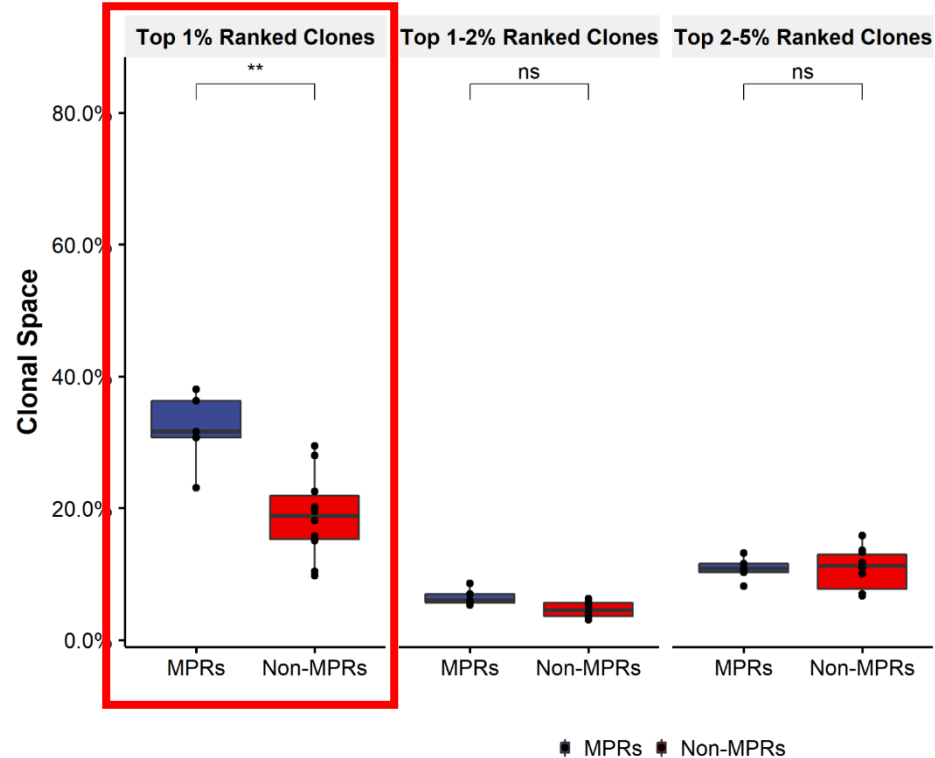 Top 1% Ranked Clones
Top 1-2% Ranked Clones
Top 2-5% Ranked Clones
**
ns
ns
80.0%
60.0%
40.0%
20.0%
0.0%
Clonal Space
MPRs
Non-MPRs
MPRs
Non-MPRs
MPRs
Non-MPRs
MPRs
Non-MPRs